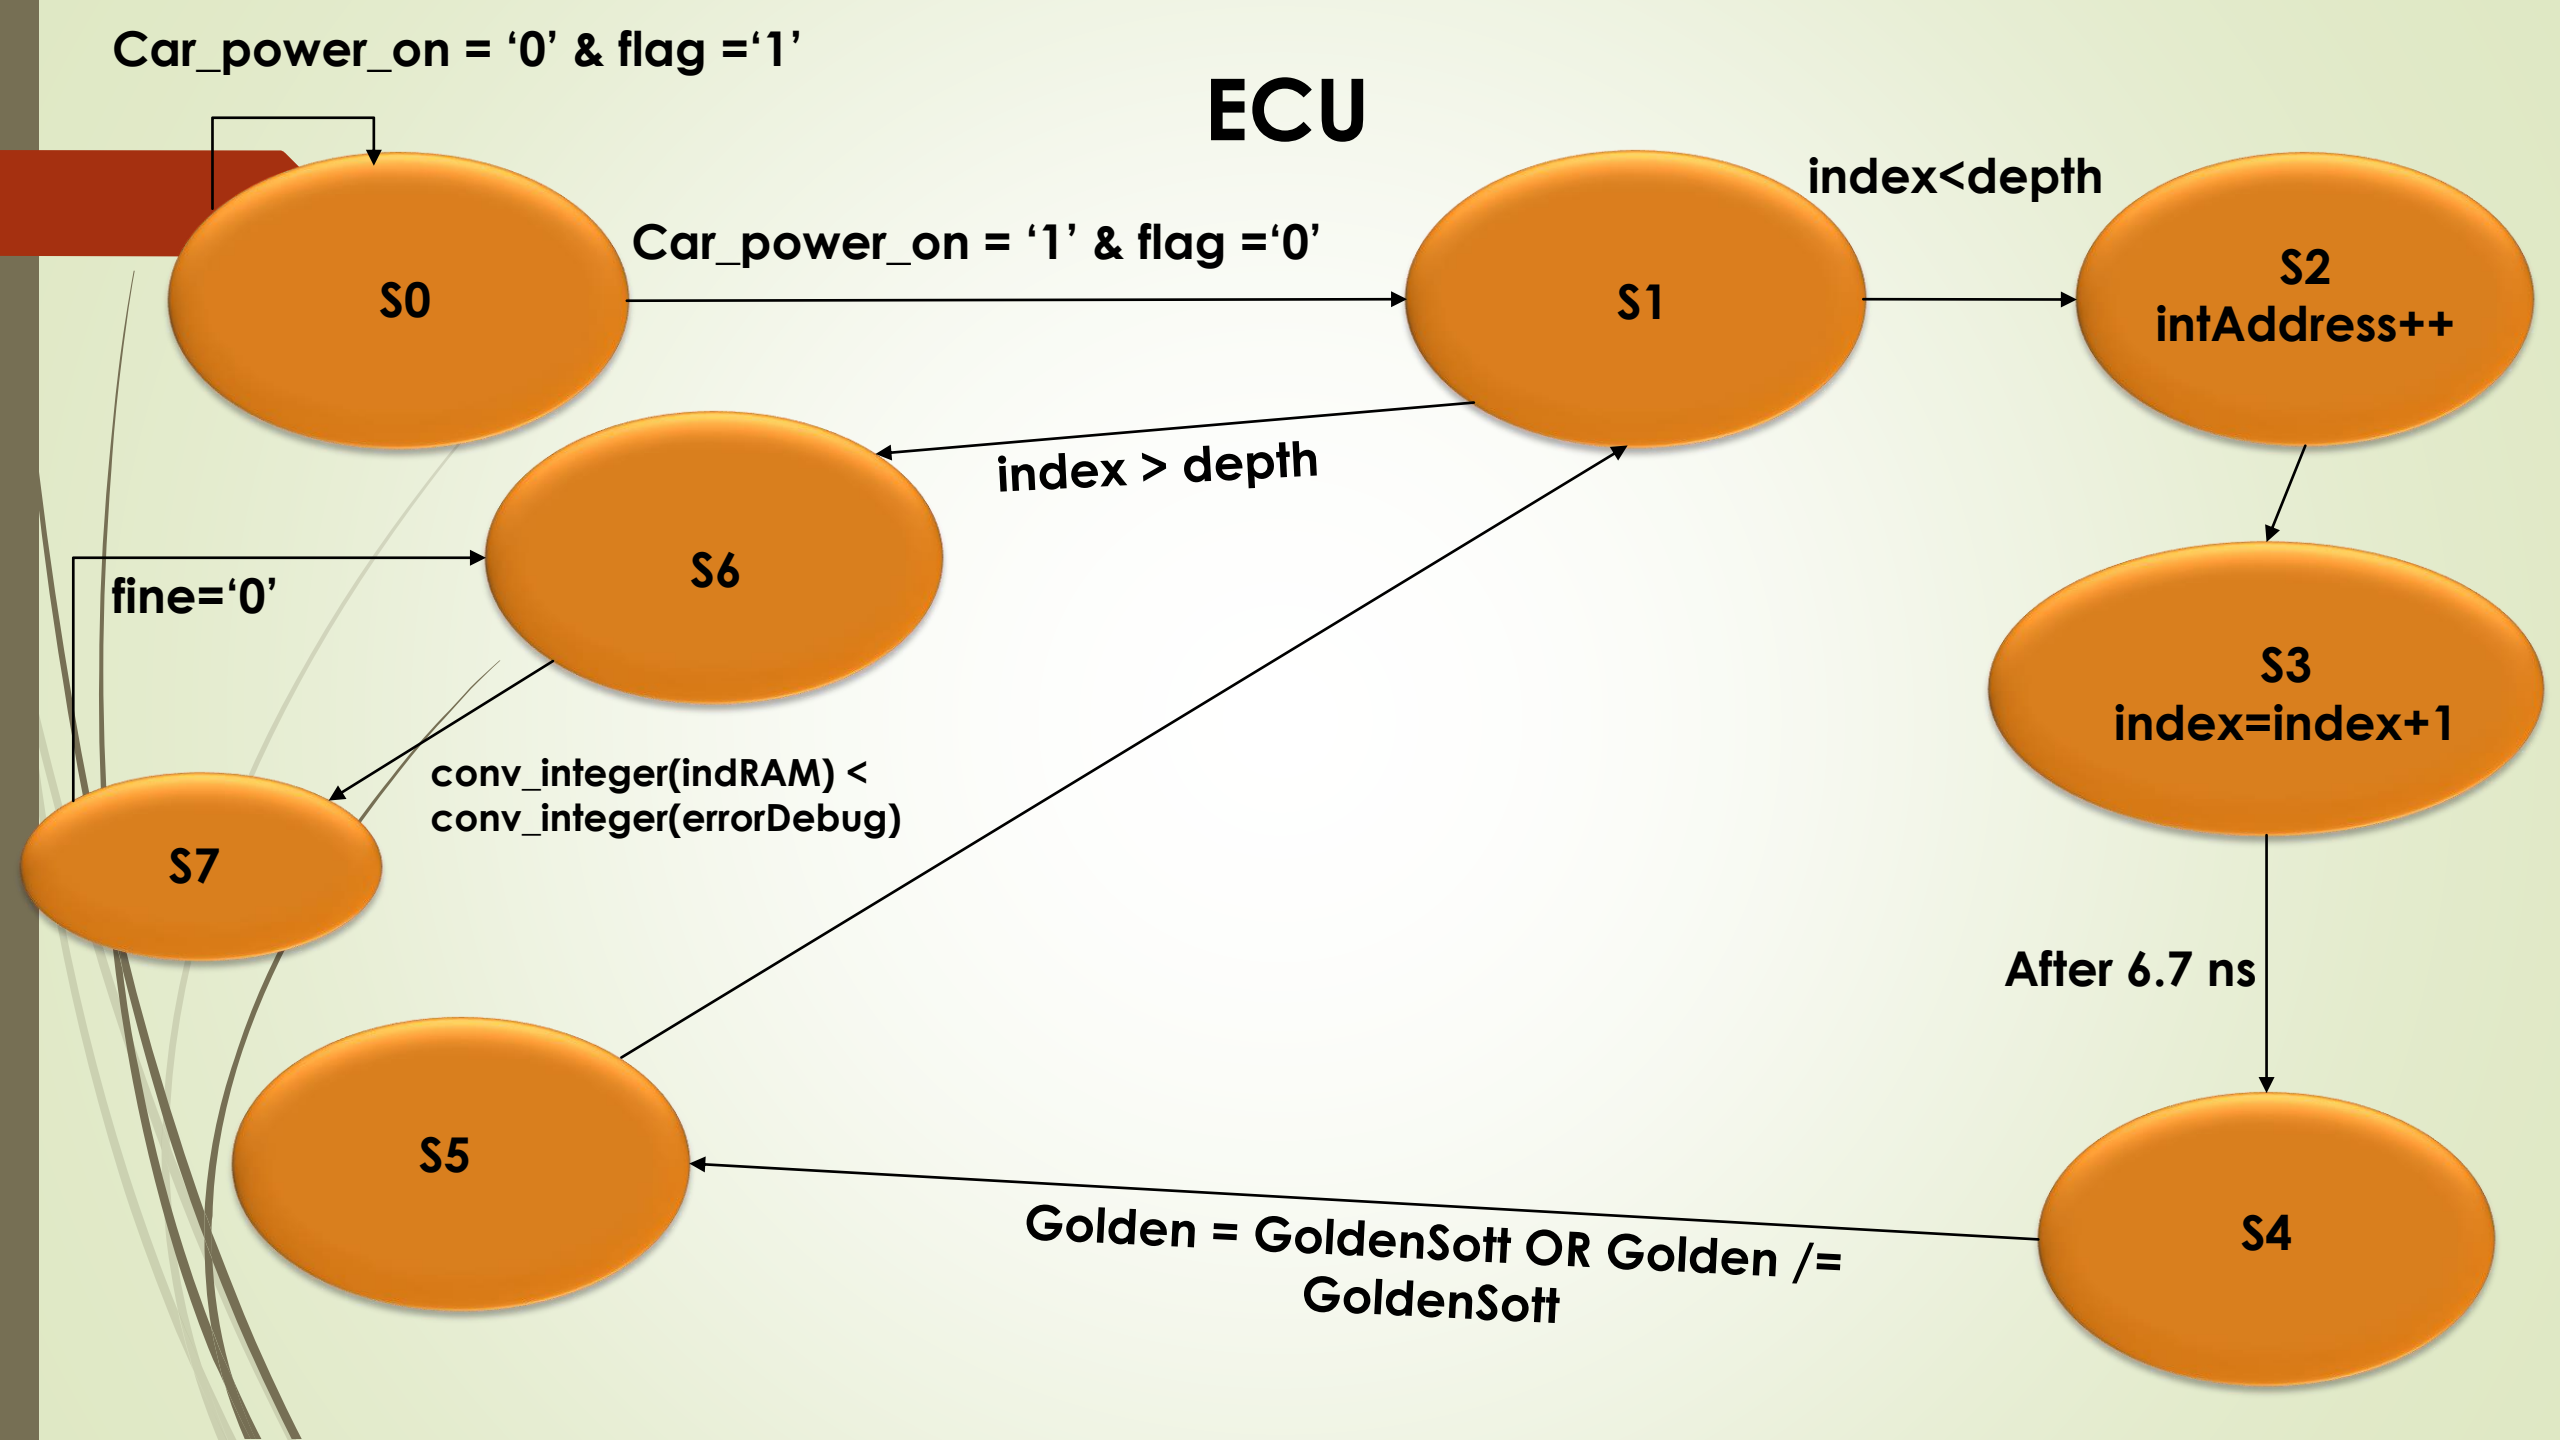 Car_power_on = ‘0’ & flag =‘1’
ECU
index<depth
Car_power_on = ‘1’ & flag =‘0’
S0
S1
S2
intAddress++
index > depth
S6
fine=‘0’
S3
index=index+1
conv_integer(indRAM) <
conv_integer(errorDebug)
S7
After 6.7 ns
S5
Golden = GoldenSott OR Golden /=
GoldenSott
S4